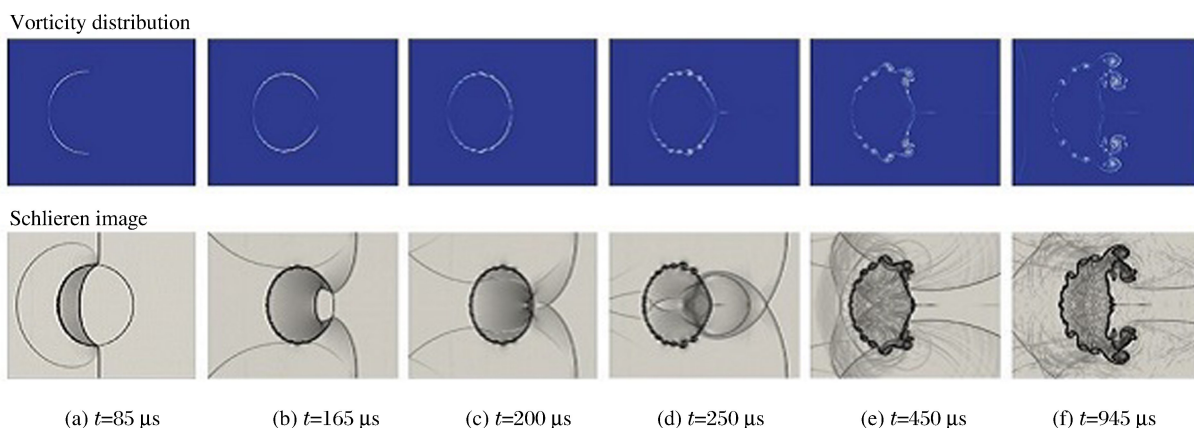 Vorticity distribution
Schlieren image
(a) t=85 μs (b) t=165 μs (c) t=200 μs (d) t=250 μs (e) t=450 μs (f) t=945 μs